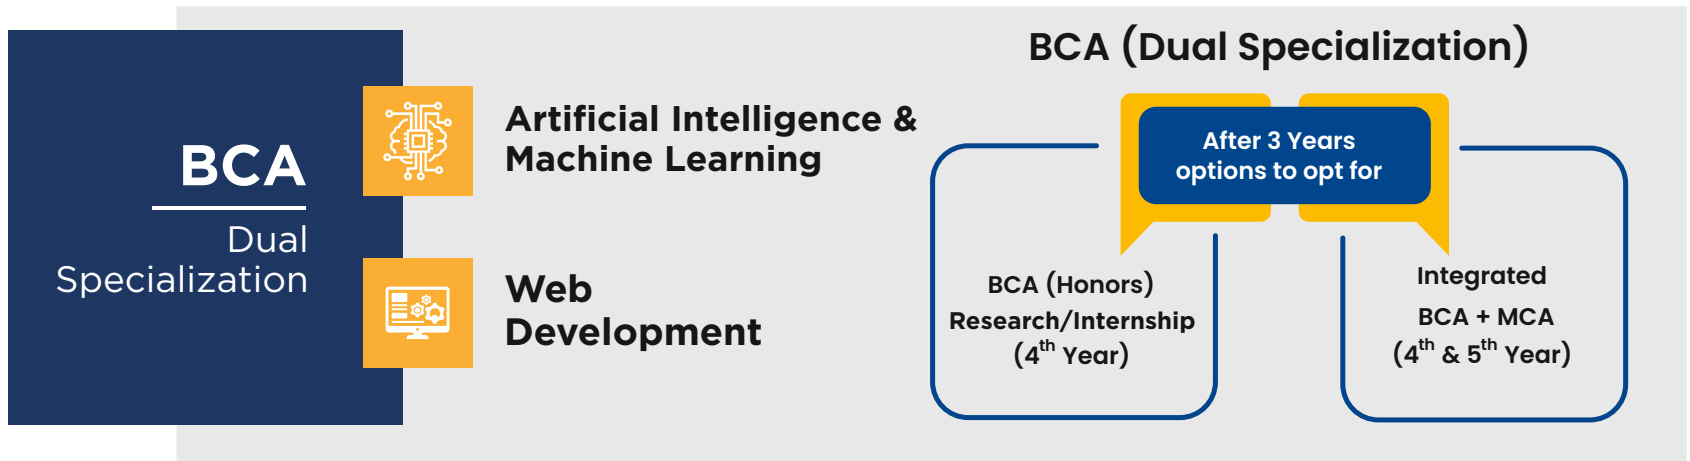 BCA
Dual
Specialization
Artificial Intelligence &
Machine Learning
Web
Development
BCA (Dual Specialization)
After 3 Years
options to opt for
BCA (Honors)
Research/Internship
(4th Year)
Integrated
BCA + MCA
(4th & 5th Year)